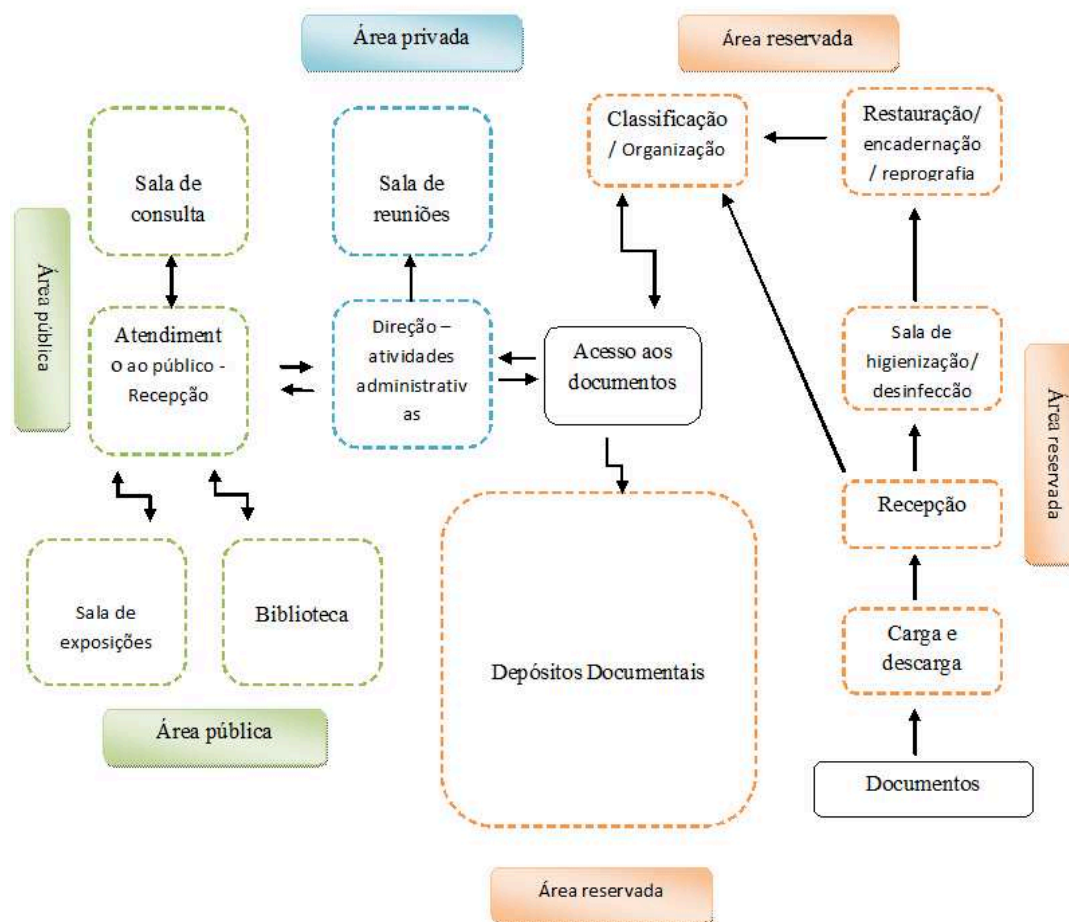 Área privada
Área reservada
Classificação
/ Organização
Restauração/
encadernação
/ reprografia
Sala de
consulta
Sala de
reuniões
Área pública
Atendiment
o ao público -
Recepção
Direção –
atividades
administrativ
as
Acesso aos
documentos
Sala de
higienização/
desinfecção
Área reservada
Recepção
Sala de
exposições
Biblioteca
Depósitos Documentais
Carga e
descarga
Área pública
Documentos
Área reservada